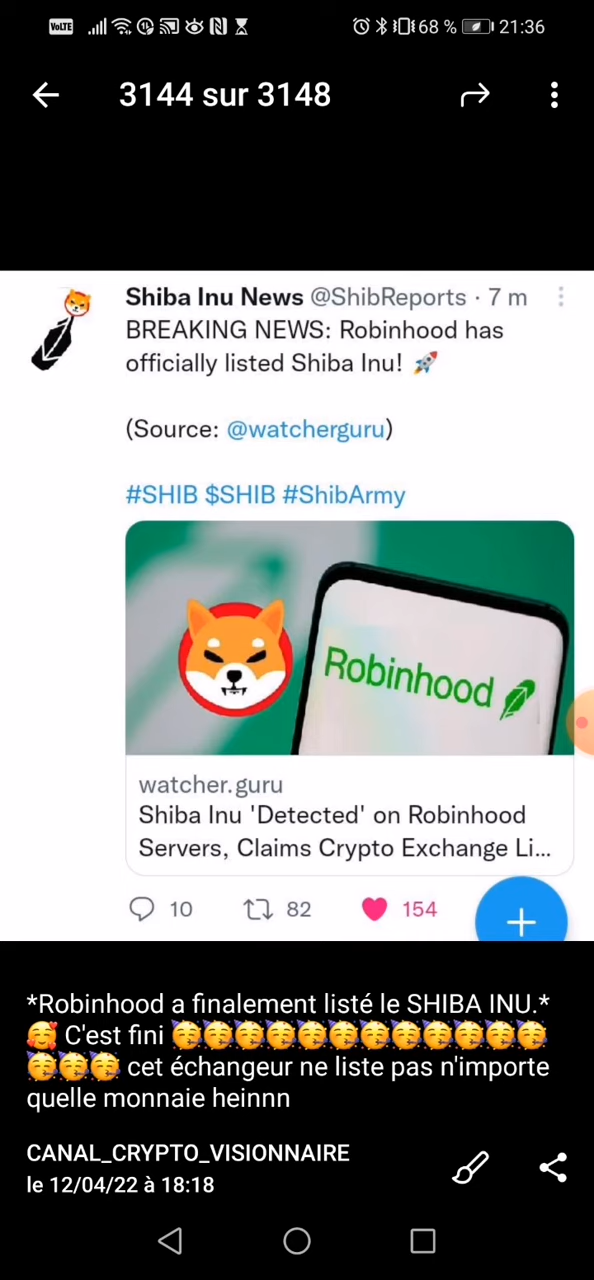 VoLTE 68 % 21:36
3144 sur 3148
Shiba Inu News @ShibReports · 7 m
BREAKING NEWS: Robinhood has
officially listed Shiba Inu! 🚀
(Source: @watcherguru)
#SHIB $SHIB #ShibArmy
Robinhood
watcher.guru
Shiba Inu 'Detected' on Robinhood
Servers, Claims Crypto Exchange Li...
10 82 154
*Robinhood a finalement listé le SHIBA INU.*
🥰 C'est fini 🥳🥳🥳🥳🥳🥳🥳🥳🥳🥳🥳🥳
🥳🥳🥳 cet échangeur ne liste pas n'importe
quelle monnaie heinnn
CANAL_CRYPTO_VISIONNAIRE
le 12/04/22 à 18:18